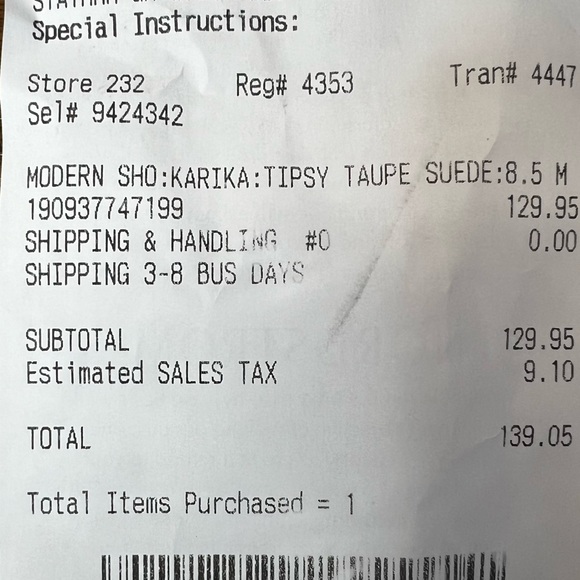 Special Instructions:
Store 232 Reg# 4353 Tran# 4447
Sel# 9424342
MODERN SHO:KARIKA:TIPSY TAUPE SUEDE:8.5 M
190937747199 129.95
SHIPPING & HANDLING #0 0.00
SHIPPING 3-8 BUS DAYS
SUBTOTAL 129.95
Estimated SALES TAX 9.10
TOTAL 139.05
Total Items Purchased = 1